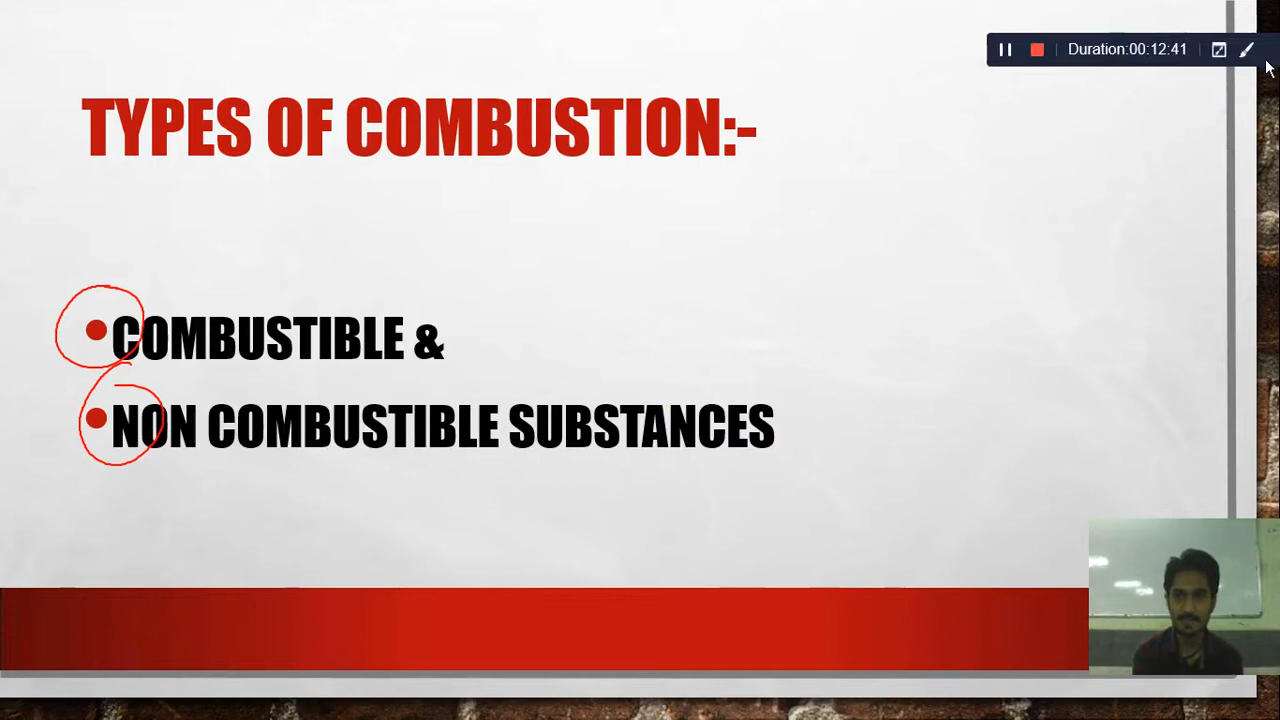 Duration:00:12:41
TYPES OF COMBUSTION:-
•COMBUSTIBLE &
•NON COMBUSTIBLE SUBSTANCES